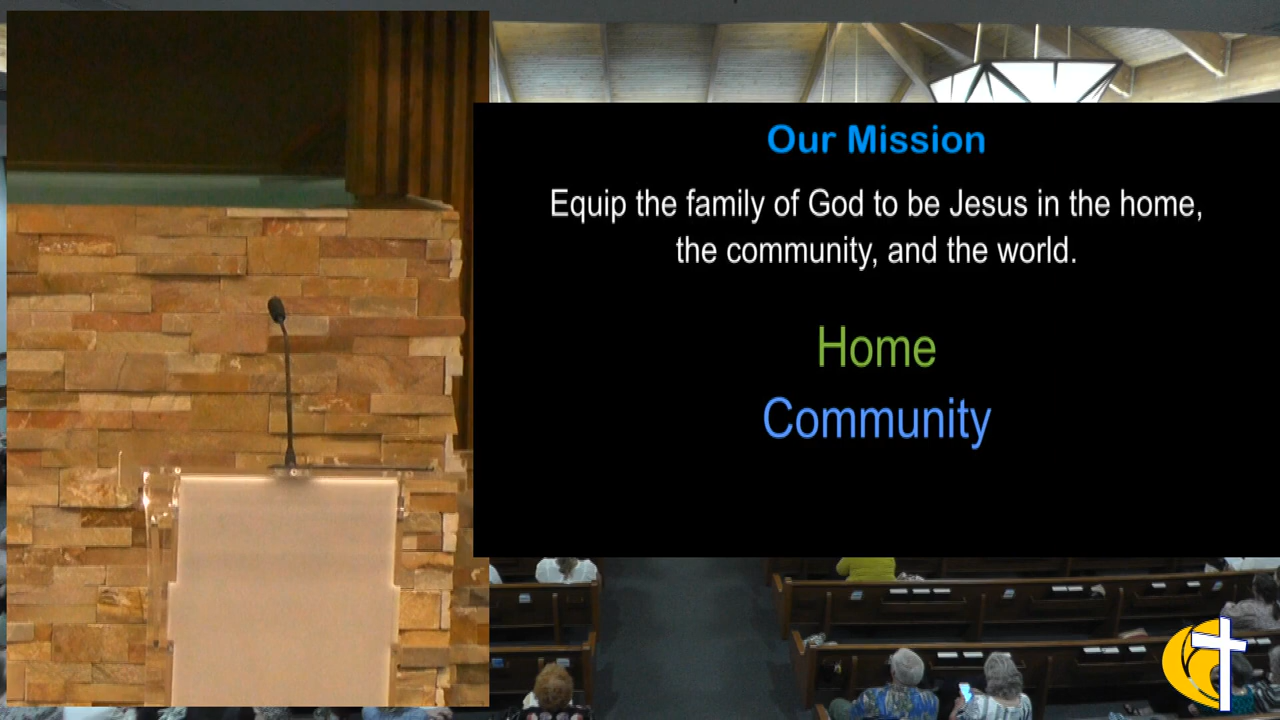 Our Mission
Equip the family of God to be Jesus in the home,
the community, and the world.
Home
Community